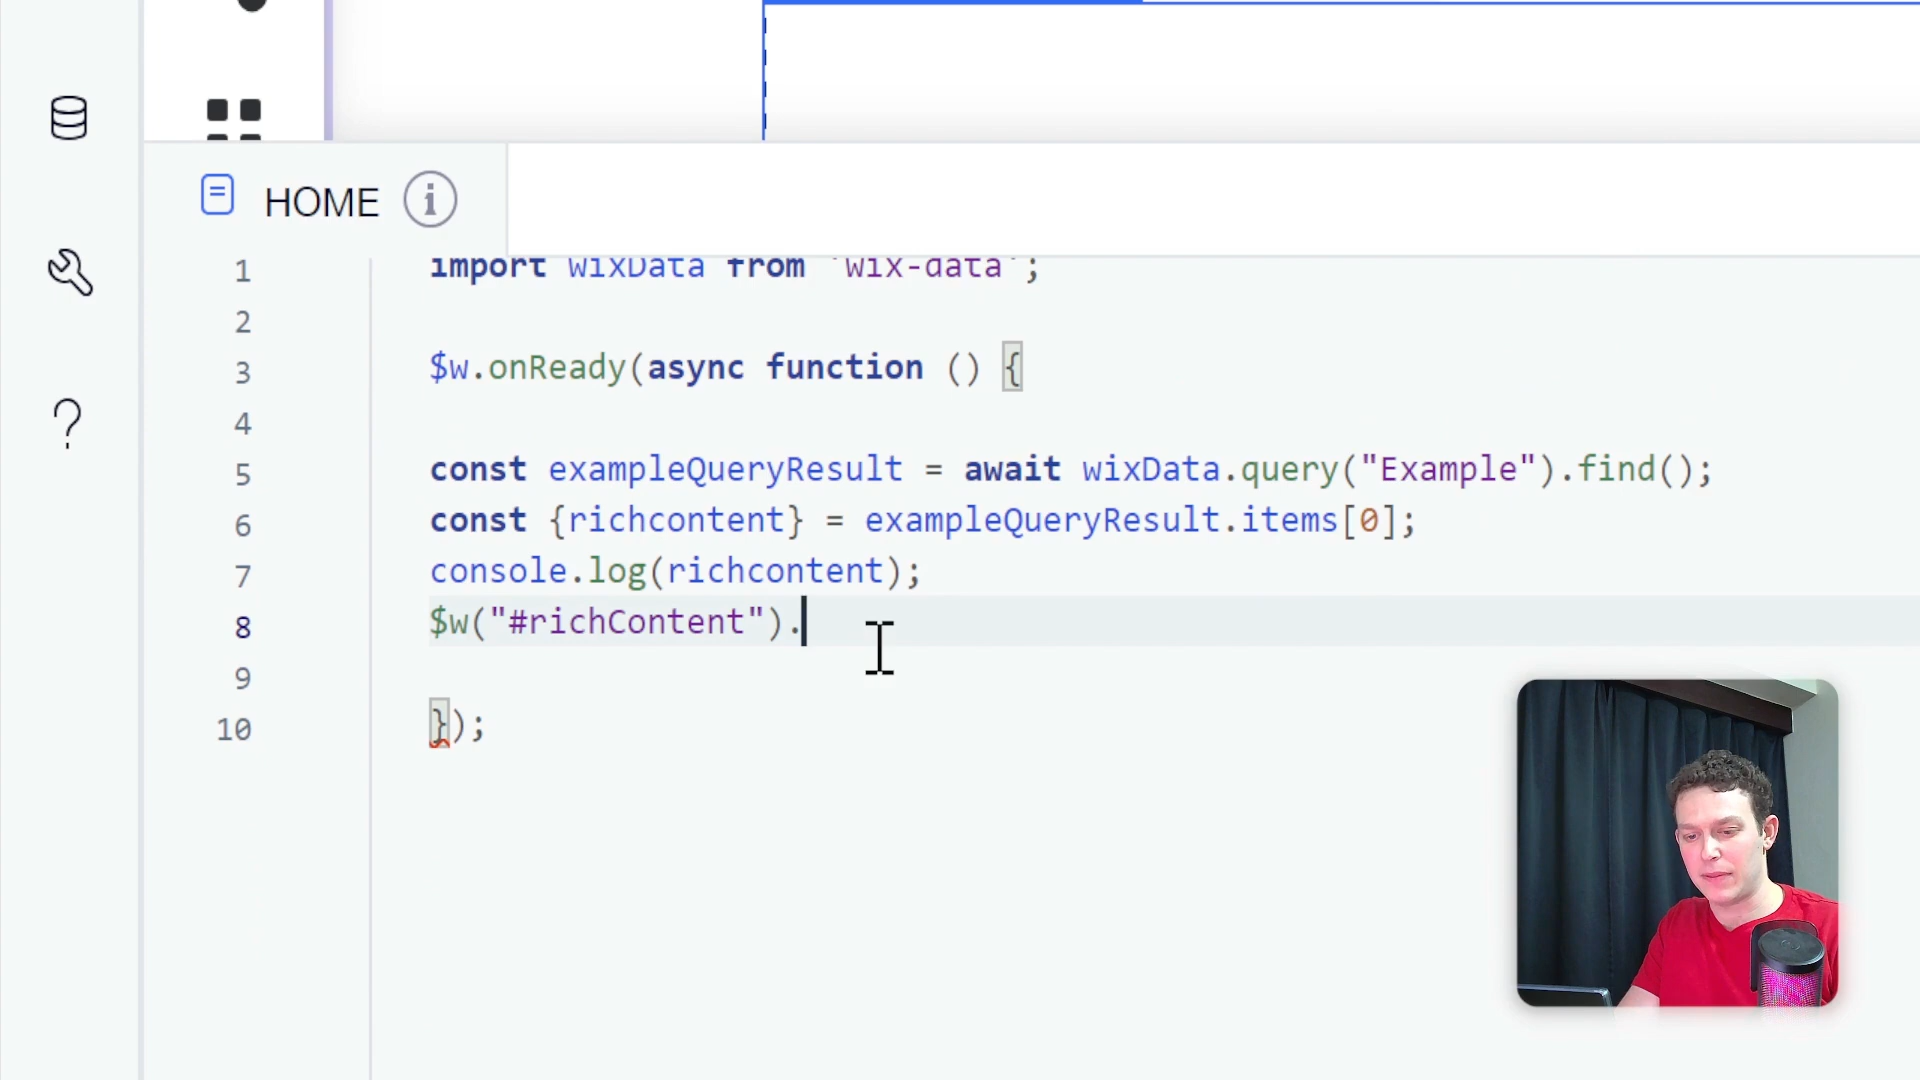 HOME
1 import wixData from 'wix-data';
2
3 $w.onReady(async function () {
4
5 const exampleQueryResult = await wixData.query("Example").find();
6 const {richcontent} = exampleQueryResult.items[0];
7 console.log(richcontent);
8 $w("#richContent").
9
10 });